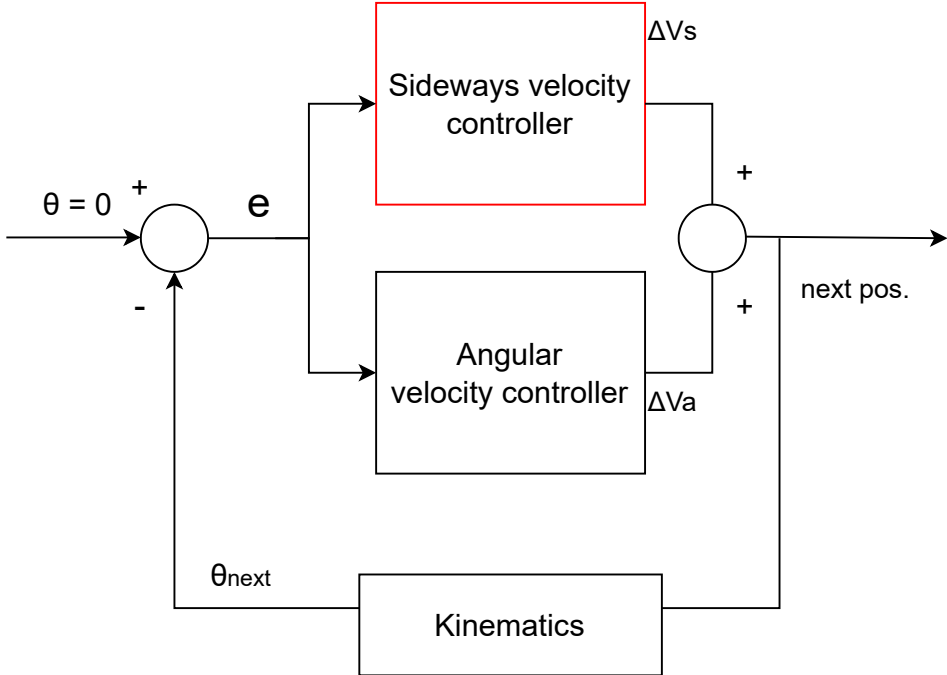 ΔVs
Sideways velocity
controller
+
θ = 0
e
+
-
next pos.
+
Angular
velocity controller
ΔVa
θnext
Kinematics